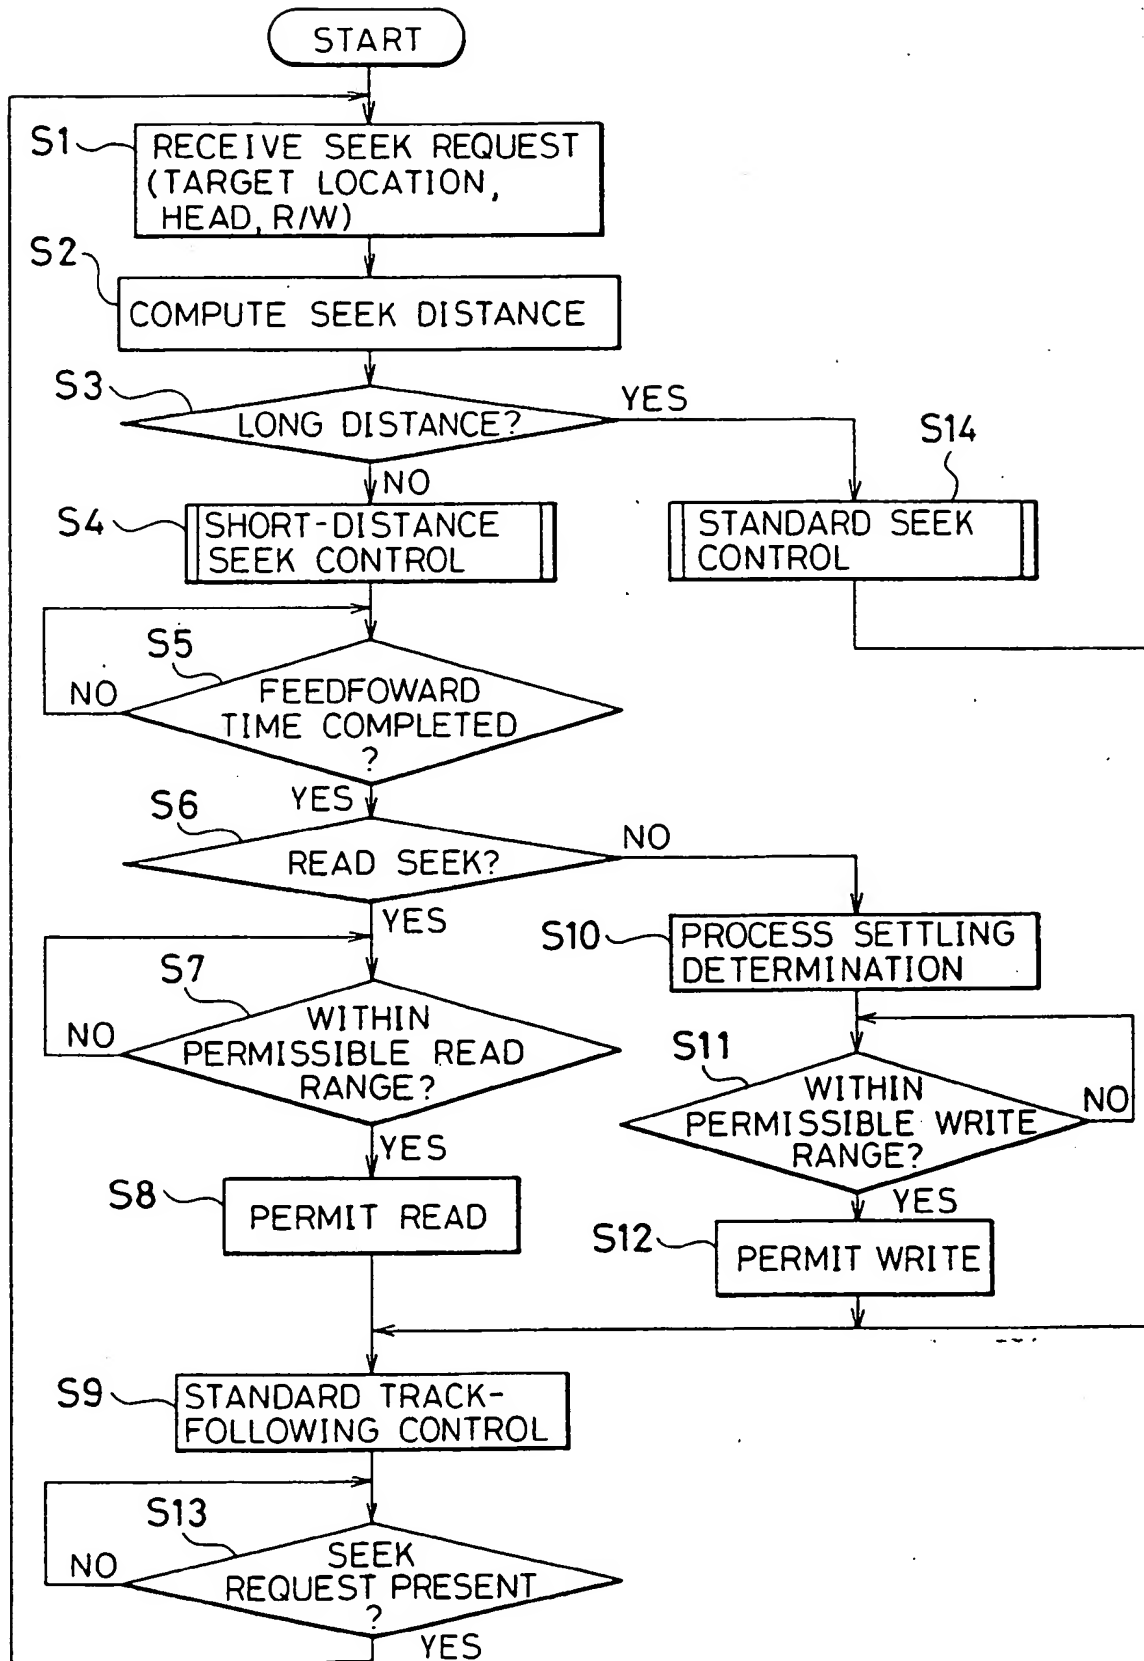 START
S1
RECEIVE SEEK REQUEST
(TARGET LOCATION,
HEAD, R/W)
S2
COMPUTE SEEK DISTANCE
S3
LONG DISTANCE?
YES
NO
S14
S4
SHORT-DISTANCE
SEEK CONTROL
STANDARD SEEK
CONTROL
S5
NO
FEEDFOWARD
TIME COMPLETED
?
YES
S6
READ SEEK?
NO
YES
S10
PROCESS SETTLING
DETERMINATION
S7
NO
WITHIN
PERMISSIBLE READ
RANGE?
YES
S11
WITHIN
PERMISSIBLE WRITE
RANGE?
NO
YES
S8
PERMIT READ
S12
PERMIT WRITE
S9
STANDARD TRACK-
FOLLOWING CONTROL
S13
NO
SEEK
REQUEST PRESENT
?
YES